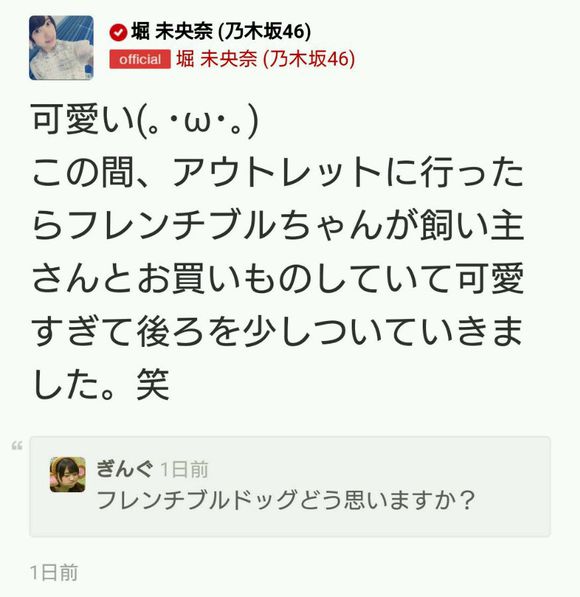 堀 未央奈 (乃木坂46)
official 堀 未央奈 (乃木坂46)
可愛い(｡･ω･｡)
この間、アウトレットに行った
らフレンチブルちゃんが飼い主
さんとお買いものしていて可愛
すぎて後ろを少しついていきま
した。笑
ぎんぐ 1日前
フレンチブルドッグどう思いますか？
1日前